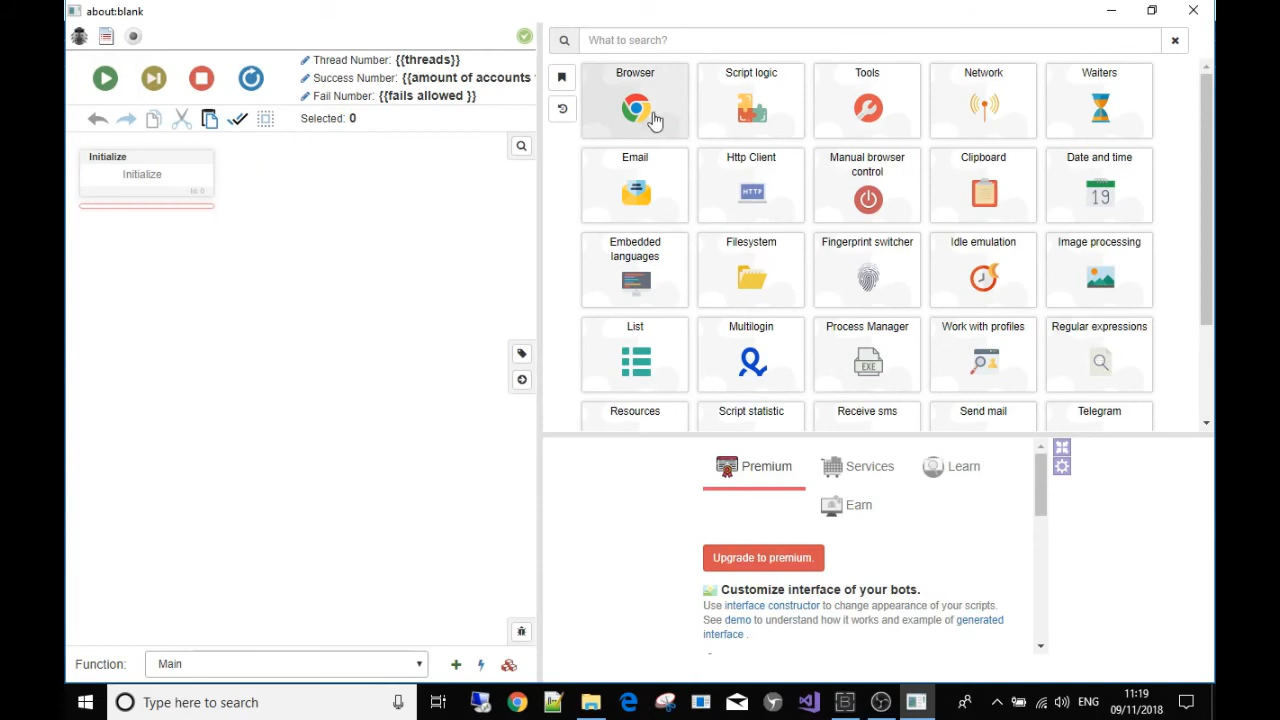 about:blank
Thread Number: {{threads}}
Success Number: {{amount of accounts
Fail Number: {{fails allowed }}
Selected: 0
Initialize
Initialize
Id: 0
Function:
Main
What to search?
Browser
Script logic
Tools
Network
Waiters
Email
Http Client
HTTP
Manual browser
control
Clipboard
Date and time
19
Embedded
languages
Filesystem
Fingerprint switcher
Idle emulation
Image processing
List
Multilogin
Process Manager
EXE
Work with profiles
Regular expressions
Resources
Script statistic
Receive sms
Send mail
Telegram
Premium
Services
Learn
Earn
Upgrade to premium.
Customize interface of your bots.
Use interface constructor to change appearance of your scripts.
See demo to understand how it works and example of generated
interface .
Type here to search
ENG
11:19
09/11/2018